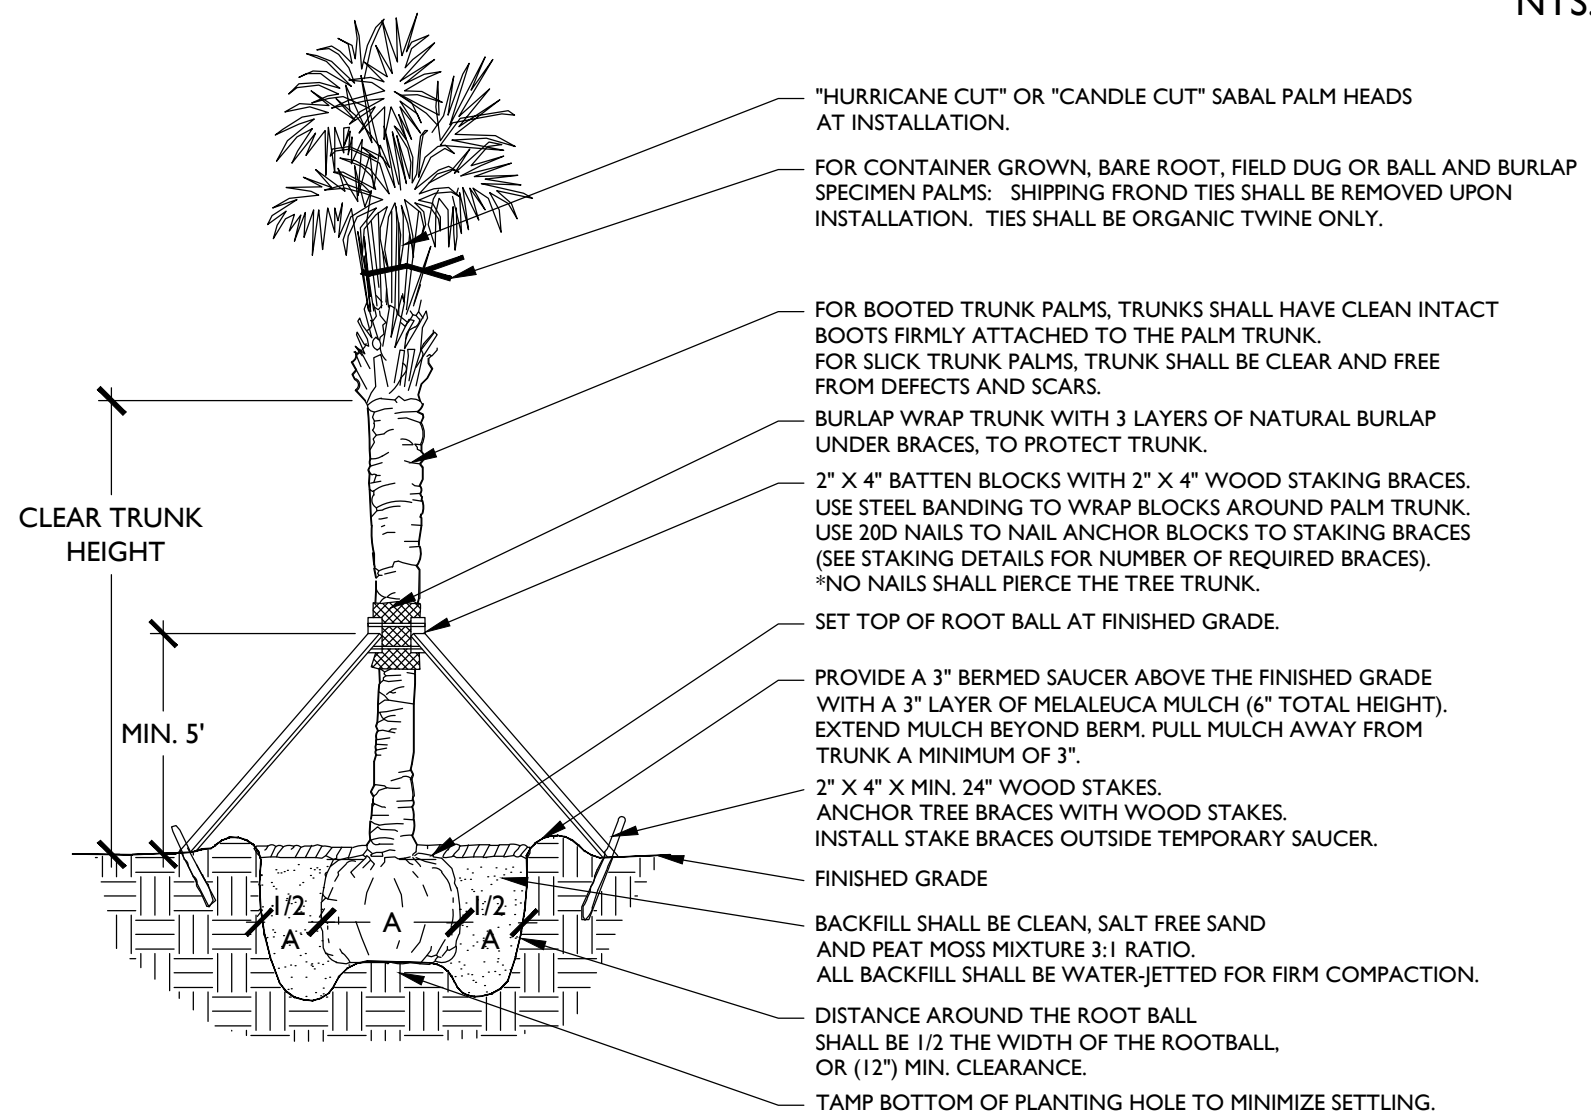 NTS.
"HURRICANE CUT" OR "CANDLE CUT" SABAL PALM HEADS
AT INSTALLATION.
FOR CONTAINER GROWN, BARE ROOT, FIELD DUG OR BALL AND BURLAP
SPECIMEN PALMS: SHIPPING FROND TIES SHALL BE REMOVED UPON
INSTALLATION. TIES SHALL BE ORGANIC TWINE ONLY.
FOR BOOTED TRUNK PALMS, TRUNKS SHALL HAVE CLEAN INTACT
BOOTS FIRMLY ATTACHED TO THE PALM TRUNK.
FOR SLICK TRUNK PALMS, TRUNK SHALL BE CLEAR AND FREE
FROM DEFECTS AND SCARS.
BURLAP WRAP TRUNK WITH 3 LAYERS OF NATURAL BURLAP
UNDER BRACES, TO PROTECT TRUNK.
2" X 4" BATTEN BLOCKS WITH 2" X 4" WOOD STAKING BRACES.
USE STEEL BANDING TO WRAP BLOCKS AROUND PALM TRUNK.
USE 20D NAILS TO NAIL ANCHOR BLOCKS TO STAKING BRACES
(SEE STAKING DETAILS FOR NUMBER OF REQUIRED BRACES).
*NO NAILS SHALL PIERCE THE TREE TRUNK.
SET TOP OF ROOT BALL AT FINISHED GRADE.
PROVIDE A 3" BERMED SAUCER ABOVE THE FINISHED GRADE
WITH A 3" LAYER OF MELALEUCA MULCH (6" TOTAL HEIGHT).
EXTEND MULCH BEYOND BERM. PULL MULCH AWAY FROM
TRUNK A MINIMUM OF 3".
2" X 4" X MIN. 24" WOOD STAKES.
ANCHOR TREE BRACES WITH WOOD STAKES.
INSTALL STAKE BRACES OUTSIDE TEMPORARY SAUCER.
FINISHED GRADE
BACKFILL SHALL BE CLEAN, SALT FREE SAND
AND PEAT MOSS MIXTURE 3:1 RATIO.
ALL BACKFILL SHALL BE WATER-JETTED FOR FIRM COMPACTION.
DISTANCE AROUND THE ROOT BALL
SHALL BE 1/2 THE WIDTH OF THE ROOTBALL,
OR (12") MIN. CLEARANCE.
TAMP BOTTOM OF PLANTING HOLE TO MINIMIZE SETTLING.
CLEAR TRUNK
HEIGHT
MIN. 5'
1/2
A
A
1/2
A